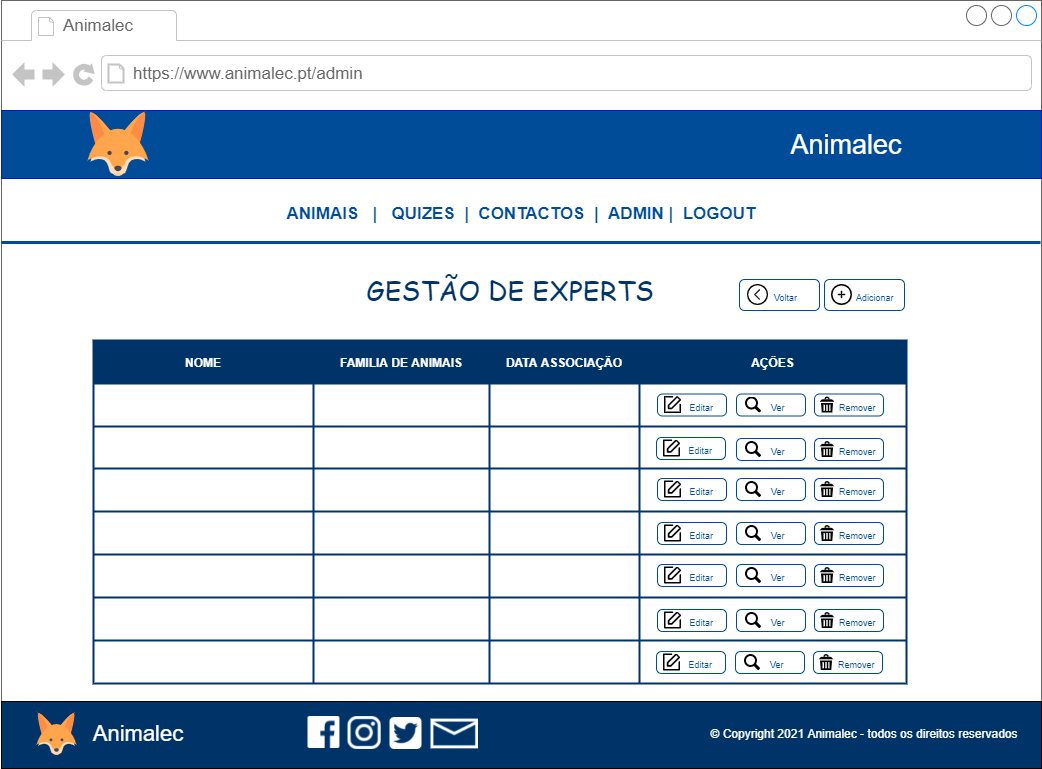 Animalec
https://www.animalec.pt/admin
Animalec
ANIMAIS | QUIZES | CONTACTOS | ADMIN | LOGOUT
GESTÃO DE EXPERTS
Voltar
Adicionar
NOME FAMILIA DE ANIMAIS DATA ASSOCIAÇÃO AÇÕES
Editar Ver Remover
Editar Ver Remover
Editar Ver Remover
Editar Ver Remover
Editar Ver Remover
Editar Ver Remover
Editar Ver Remover
Animalec
© Copyright 2021 Animalec - todos os direitos reservados